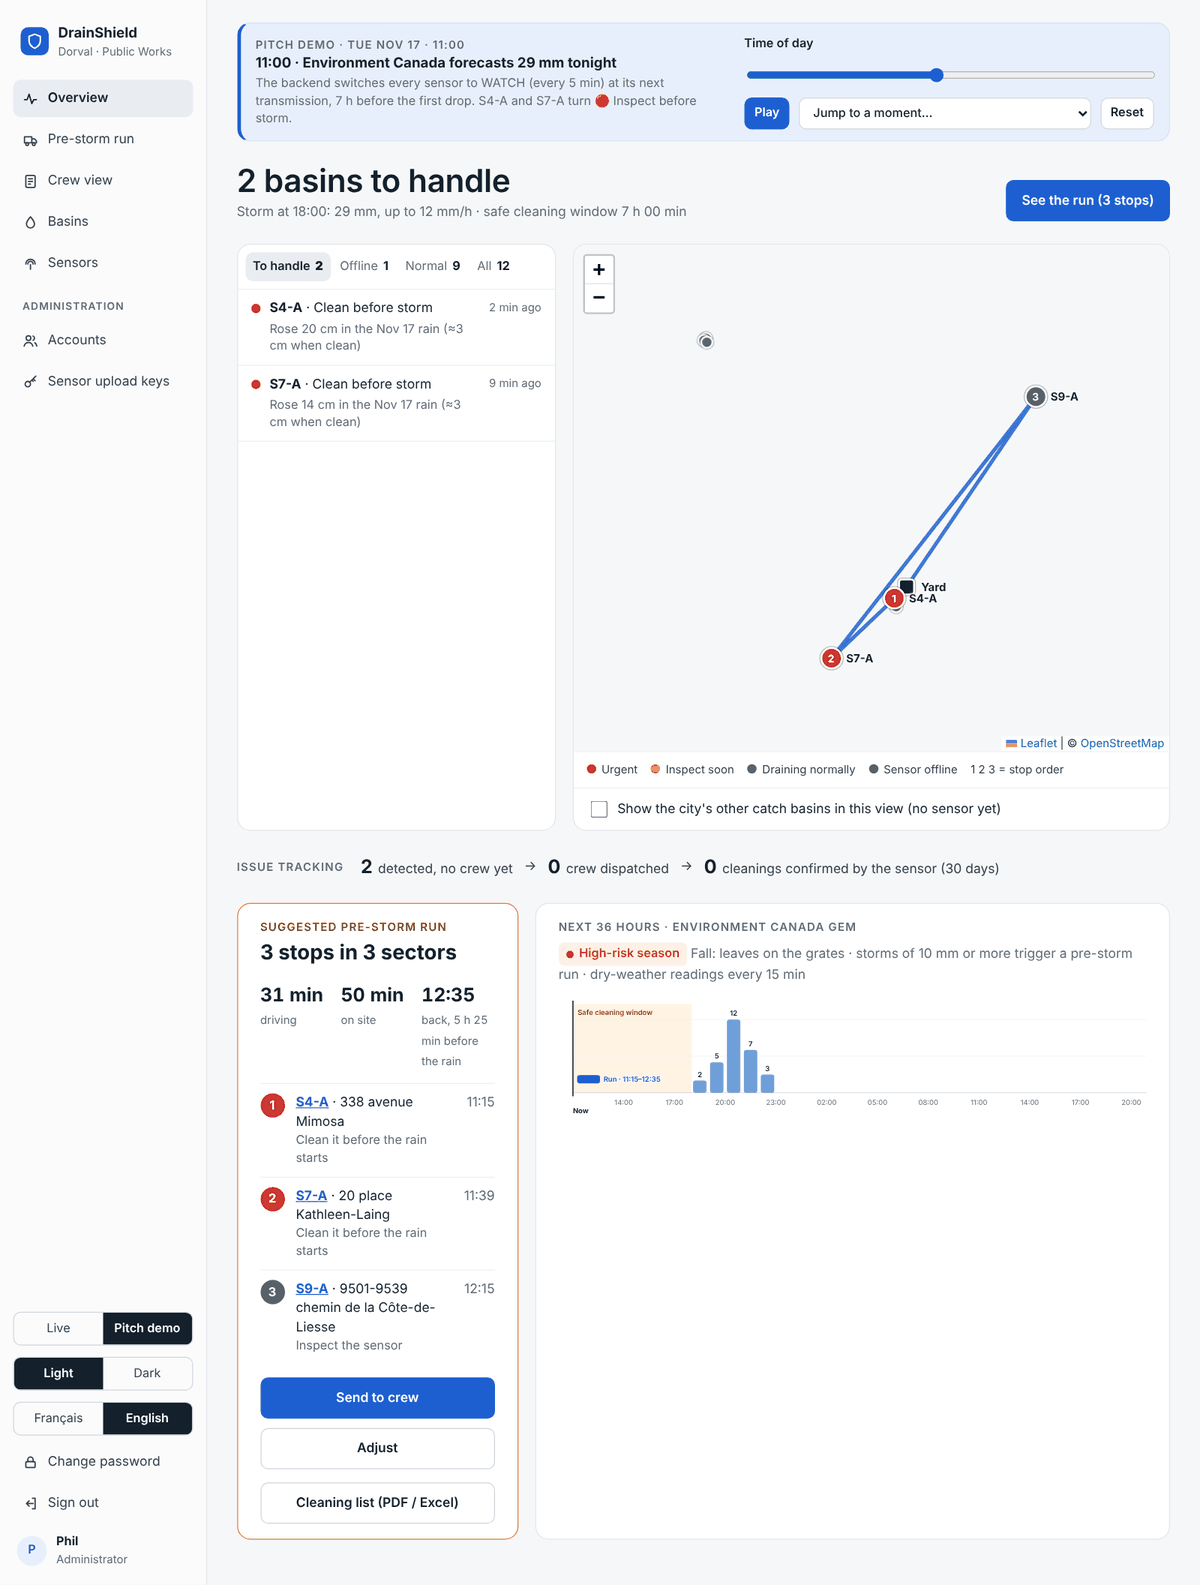 DrainShield
Dorval · Public Works
Overview
Pre-storm run
Crew view
Basins
Sensors
ADMINISTRATION
Accounts
Sensor upload keys
Live
Pitch demo
Light
Dark
Français
English
Change password
Sign out
P
Phil
Administrator
PITCH DEMO · TUE NOV 17 · 11:00
11:00 · Environment Canada forecasts 29 mm tonight
The backend switches every sensor to WATCH (every 5 min) at its next
transmission, 7 h before the first drop. S4-A and S7-A turn 🔴 Inspect before
storm.
Time of day
Play
Jump to a moment...
Reset
2 basins to handle
Storm at 18:00: 29 mm, up to 12 mm/h · safe cleaning window 7 h 00 min
See the run (3 stops)
To handle 2
Offline 1
Normal 9
All 12
S4-A · Clean before storm
2 min ago
Rose 20 cm in the Nov 17 rain (≈3
cm when clean)
S7-A · Clean before storm
9 min ago
Rose 14 cm in the Nov 17 rain (≈3
cm when clean)
+
−
3 S9-A
Yard
1 S4-A
2 S7-A
Leaflet | © OpenStreetMap
Urgent
Inspect soon
Draining normally
Sensor offline
1 2 3 = stop order
Show the city's other catch basins in this view (no sensor yet)
ISSUE TRACKING 2 detected, no crew yet → 0 crew dispatched → 0 cleanings confirmed by the sensor (30 days)
SUGGESTED PRE-STORM RUN
3 stops in 3 sectors
31 min
driving
50 min
on site
12:35
back, 5 h 25
min before
the rain
1
S4-A · 338 avenue
Mimosa
11:15
Clean it before the rain
starts
2
S7-A · 20 place
Kathleen-Laing
11:39
Clean it before the rain
starts
3
S9-A · 9501-9539
chemin de la Côte-de-
Liesse
12:15
Inspect the sensor
Send to crew
Adjust
Cleaning list (PDF / Excel)
NEXT 36 HOURS · ENVIRONMENT CANADA GEM
High-risk season Fall: leaves on the grates · storms of 10 mm or more trigger a pre-storm
run · dry-weather readings every 15 min
Safe cleaning window
Run · 11:15–12:35
2
5
12
7
3
14:00
17:00
20:00
23:00
02:00
05:00
08:00
11:00
14:00
17:00
20:00
Now